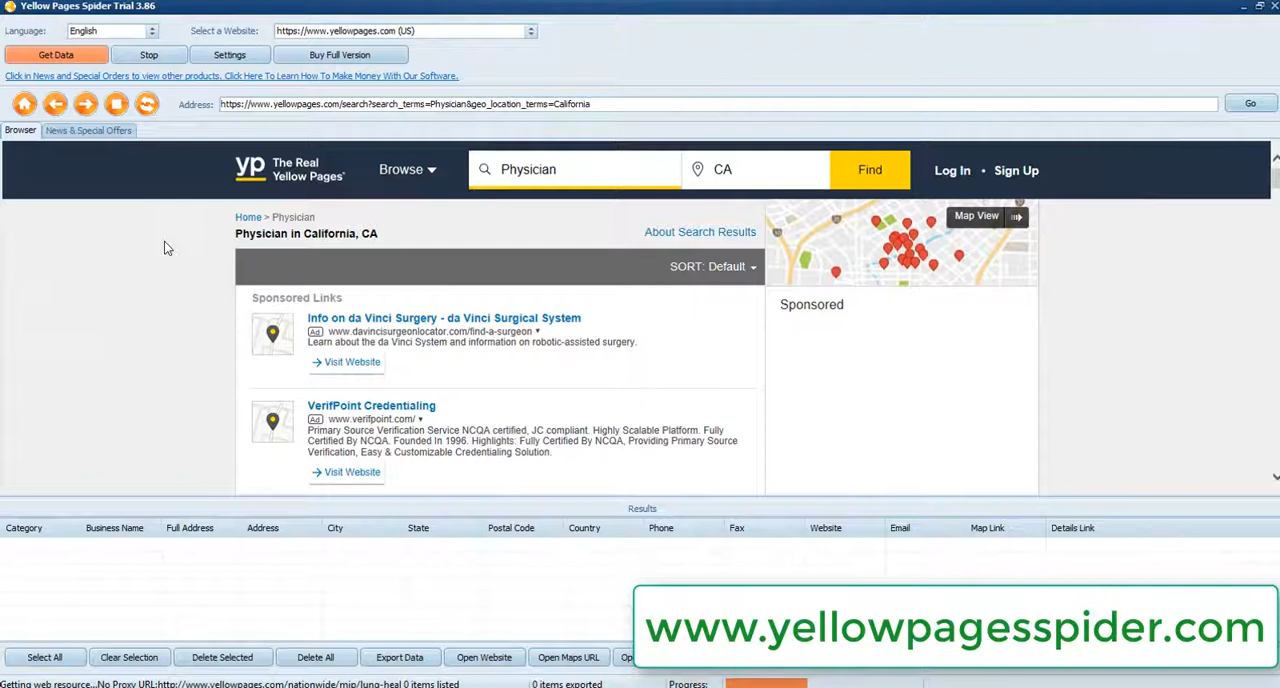 Yellow Pages Spider Trial 3.86
Language: English Select a Website: https://www.yellowpages.com (US)
Get Data Stop Settings Buy Full Version
Click in News and Special Orders to view other products. Click Here To Learn How To Make Money With Our Software.
Address: https://www.yellowpages.com/search?search_terms=Physician&geo_location_terms=California Go
Browser News & Special Offers
yp The Real Yellow Pages® Browse Physician CA Find Log In • Sign Up
Home > Physician
Physician in California, CA
About Search Results
Map View
SORT: Default
Sponsored Links
Sponsored
Info on da Vinci Surgery - da Vinci Surgical System
Ad www.davincisurgeonlocator.com/find-a-surgeon
Learn about the da Vinci System and information on robotic-assisted surgery.
Visit Website
VerifPoint Credentialing
Ad www.verifpoint.com/
Primary Source Verification Service NCQA certified, JC compliant. Highly Scalable Platform. Fully
Certified By NCQA. Founded In 1996. Highlights: Fully Certified By NCQA, Providing Primary Source
Verification, Easy & Customizable Credentialing Solution.
Visit Website
Results
Category Business Name Full Address Address City State Postal Code Country Phone Fax Website Email Map Link Details Link
www.yellowpagesspider.com
Select All Clear Selection Delete Selected Delete All Export Data Open Website Open Maps URL
Getting web resource...No Proxy URL:http://www.yellowpages.com/nationwide/mip/lung-heal 0 items listed 0 items exported Progress: